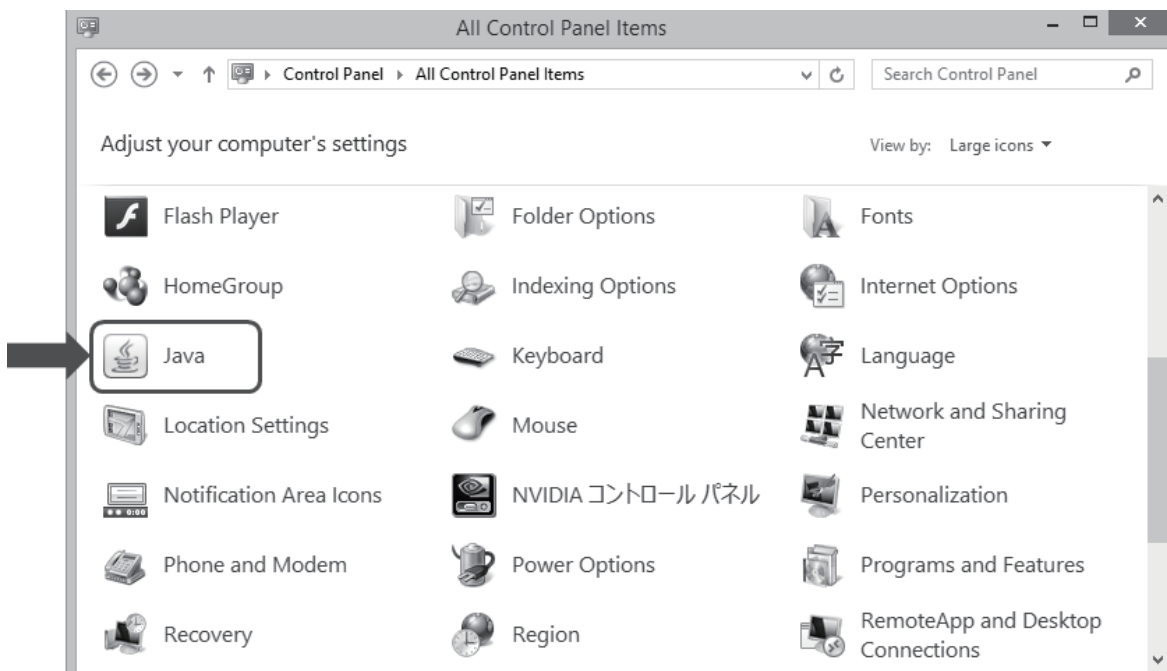 All Control Panel Items
Control Panel All Control Panel Items
Search Control Panel
Adjust your computer's settings
View by: Large icons
Flash Player
Folder Options
Fonts
HomeGroup
Indexing Options
Internet Options
Java
Keyboard
Language
Location Settings
Mouse
Network and Sharing
Center
Notification Area Icons
NVIDIA コントロール パネル
Personalization
Phone and Modem
Power Options
Programs and Features
Recovery
Region
RemoteApp and Desktop
Connections